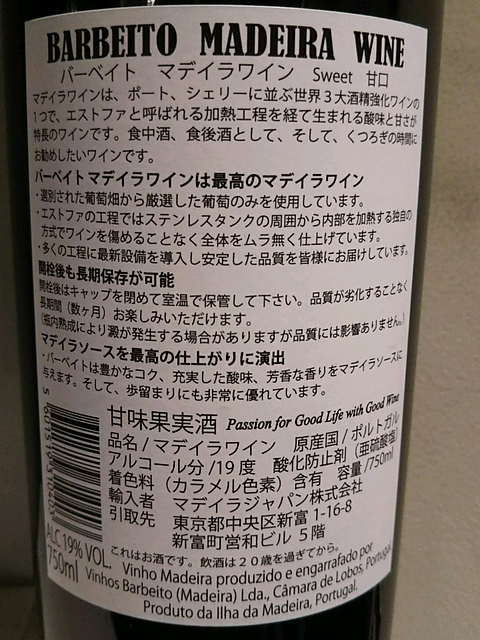 BARBEITO MADEIRA WINE
バーベイト マデイラワイン Sweet 甘口
マデイラワインは、ポート、シェリーに並ぶ世界3大酒精強化ワインの
1つで、エストファと呼ばれる加熱工程を経て生まれる酸味と甘さが
特長のワインです。食中酒、食後酒として、そして、くつろぎの時間に
お勧めしたいワインです。
バーベイトマデイラワインは最高のマデイラワイン
・選別された葡萄畑から厳選した葡萄のみを使用しています。
・エストファの工程ではステンレスタンクの周囲から内部を加熱する独自の
方式でワインを傷めることなく全体をムラ無く仕上げています。
・多くの工程に最新設備を導入し安定した品質を皆様にお届けしています。
開栓後も長期保存が可能
開栓後はキャップを閉めて室温で保管して下さい。品質が劣化することなく
長期間（数ヶ月）お楽しみいただけます。
（瓶内熟成により澱が発生する場合がありますが品質には影響ありません。）
マデイラソースを最高の仕上がりに演出
・バーベイトは豊かなコク、充実した酸味、芳香な香りをマデイラソースに
与えます。そして、歩留まりにも非常に優れています。
甘味果実酒 Passion for Good Life with Good Wine
品名/マデイラワイン 原産国/ポルトガル
アルコール分/19度 酸化防止剤（亜硫酸塩）
着色料（カラメル色素）含有 容量/750ml
輸入者 マデイラジャパン株式会社
引取先 東京都中央区新富1-16-8
新富町営和ビル 5階
これはお酒です。飲酒は20歳を過ぎてから。
ALC 19% VOL.
750ml
Vinho Madeira produzido e engarrafado por
Vinhos Barbeito (Madeira) Lda., Câmara de Lobos, Portugal
Produto da Ilha da Madeira, Portugal.